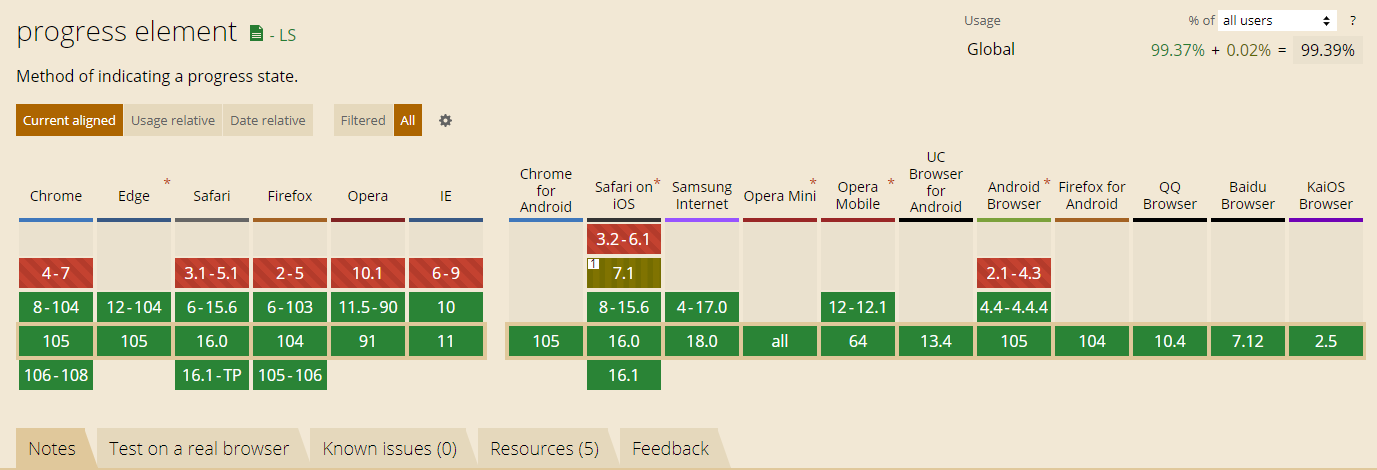 progress element - LS
Usage % of all users ?
Global 99.37% + 0.02% = 99.39%
Method of indicating a progress state.
Current aligned Usage relative Date relative Filtered All
Chrome Edge * Safari Firefox Opera IE Chrome for Android Safari on iOS * Samsung Internet Opera Mini * Opera Mobile * UC Browser for Android Android Browser * Firefox for Android QQ Browser Baidu Browser KaiOS Browser
3.2-6.1
4-7 3.1-5.1 2-5 10.1 6-9 1 7.1 2.1-4.3
8-104 12-104 6-15.6 6-103 11.5-90 10 8-15.6 4-17.0 12-12.1 4.4-4.4.4
105 105 16.0 104 91 11 105 16.0 18.0 all 64 13.4 105 104 10.4 7.12 2.5
106-108 16.1-TP 105-106 16.1
Notes Test on a real browser Known issues (0) Resources (5) Feedback